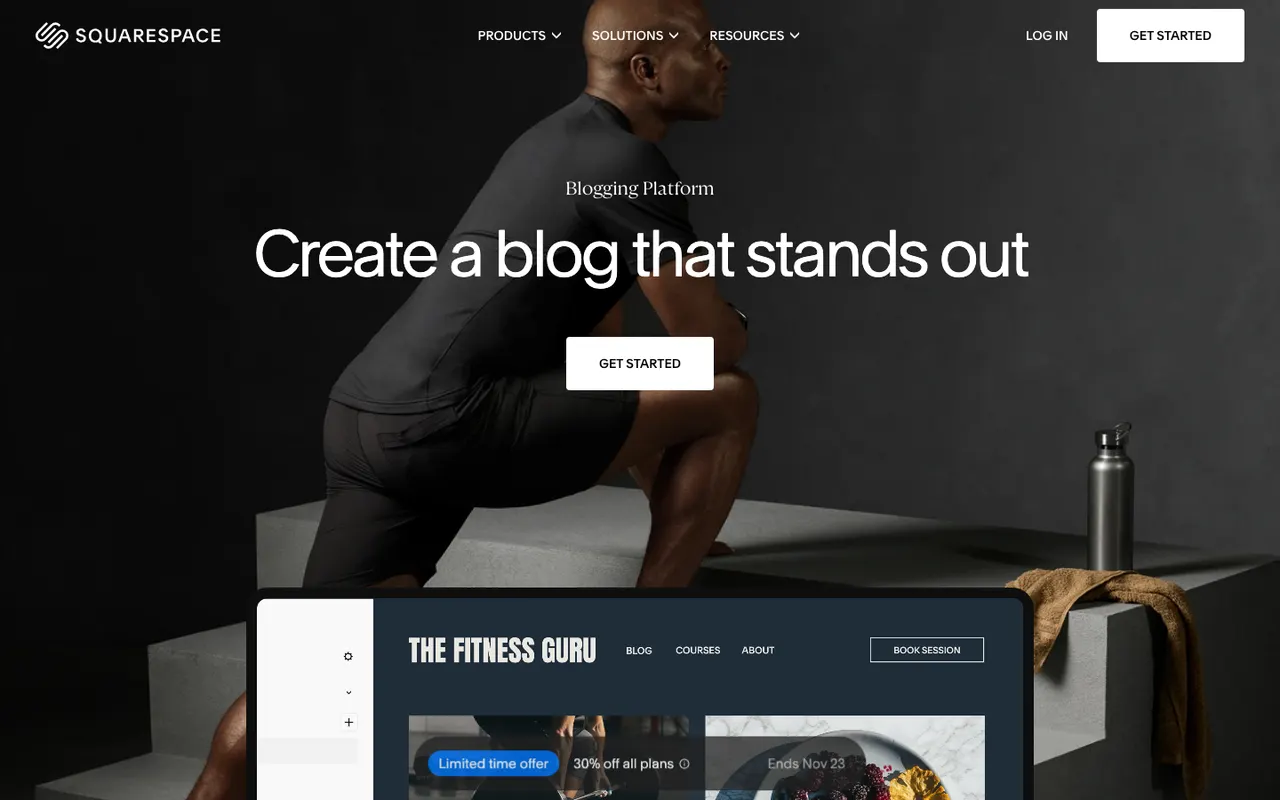 SQUARESPACE
PRODUCTS
SOLUTIONS
RESOURCES
LOG IN
GET STARTED
Blogging Platform
Create a blog that stands out
GET STARTED
THE FITNESS GURU
BLOG
COURSES
ABOUT
BOOK SESSION
Limited time offer
30% off all plans
Ends Nov 23